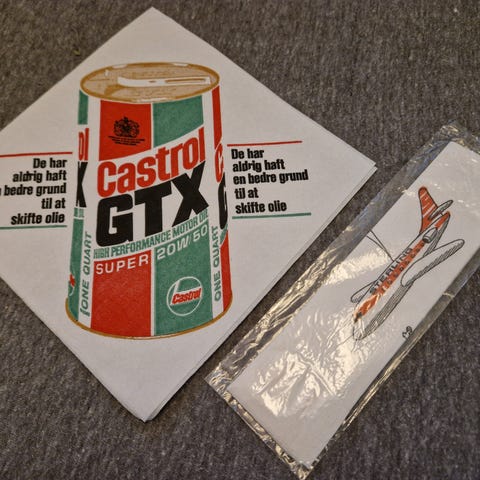 De har
aldrig haft
en bedre grund
til at
skifte olie
Castrol
GTX
HIGH PERFORMANCE MOTOR OIL
SUPER 20W/50
ONE QUART
Castrol
ONE QUART
De har
aldrig haft
en bedre grund
til at
skifte olie
STERLING